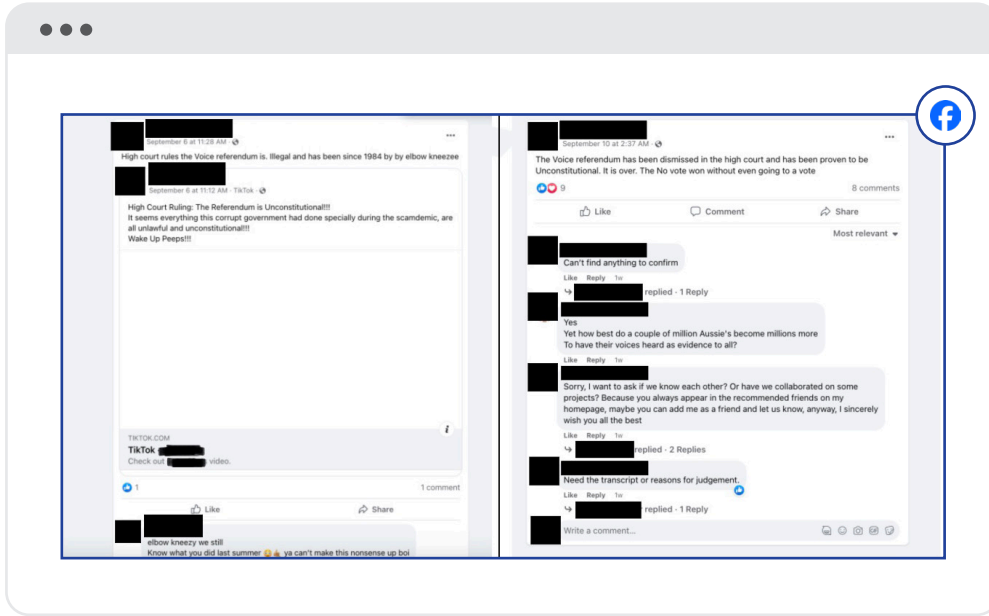 September 6 at 11:28 AM ·
High court rules the Voice referendum is. Illegal and has been since 1984 by by elbow kneezee
September 6 at 11:12 AM · TikTok ·
High Court Ruling: The Referendum is Unconstitutional!!!
It seems everything this corrupt government had done specially during the scamdemic, are
all unlawful and unconstitutional!!!
Wake Up Peeps!!!
i
TIKTOK.COM
TikTok
Check out video.
1
1 comment
Like
Share
elbow kneezy we still
Know what you did last summer 😂👍 ya can't make this nonsense up boi
September 10 at 2:37 AM ·
The Voice referendum has been dismissed in the high court and has been proven to be
Unconstitutional. It is over. The No vote won without even going to a vote
9
8 comments
Like
Comment
Share
Most relevant
Can't find anything to confirm
Like Reply 1w
replied · 1 Reply
Yes
Yet how best do a couple of million Aussie's become millions more
To have their voices heard as evidence to all?
Like Reply 1w
Sorry, I want to ask if we know each other? Or have we collaborated on some
projects? Because you always appear in the recommended friends on my
homepage, maybe you can add me as a friend and let us know, anyway, I sincerely
wish you all the best
Like Reply 1w
replied · 2 Replies
Need the transcript or reasons for judgement.
Like Reply 1w
replied · 1 Reply
Write a comment...